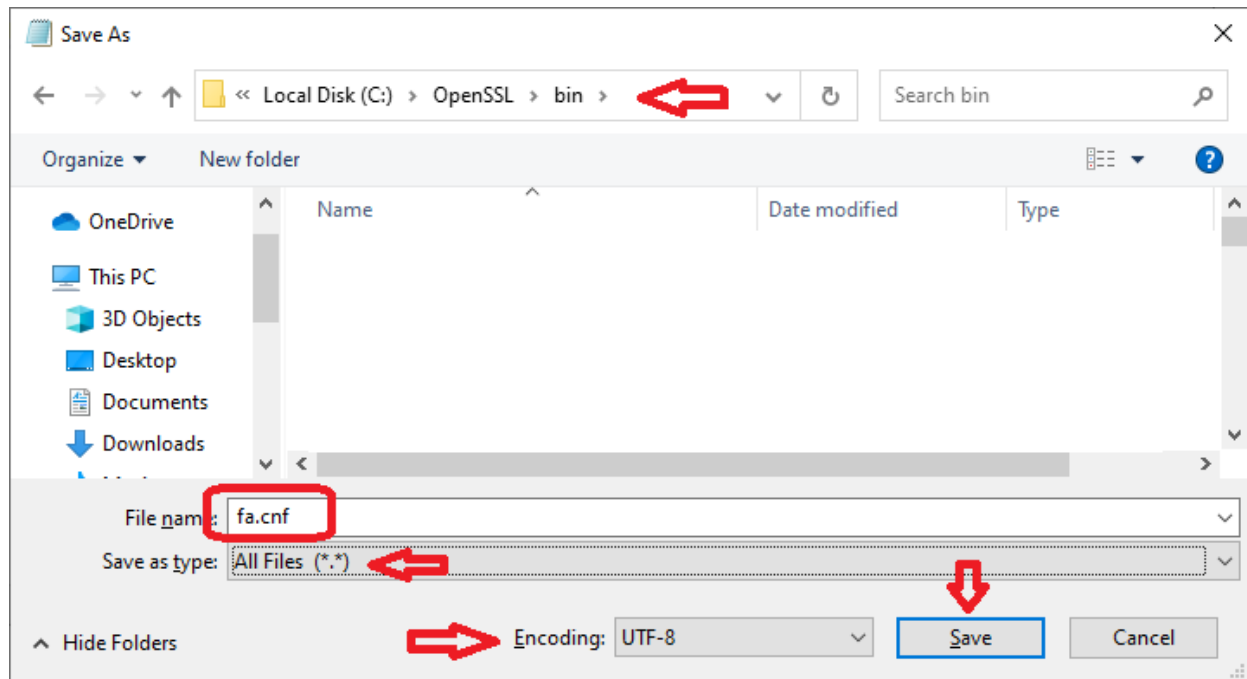 Save As
« Local Disk (C:) > OpenSSL > bin >
Search bin
Organize
New folder
?
Name
Date modified
Type
OneDrive
This PC
3D Objects
Desktop
Documents
Downloads
File name: fa.cnf
Save as type: All Files (*.*)
Hide Folders
Encoding: UTF-8
Save
Cancel